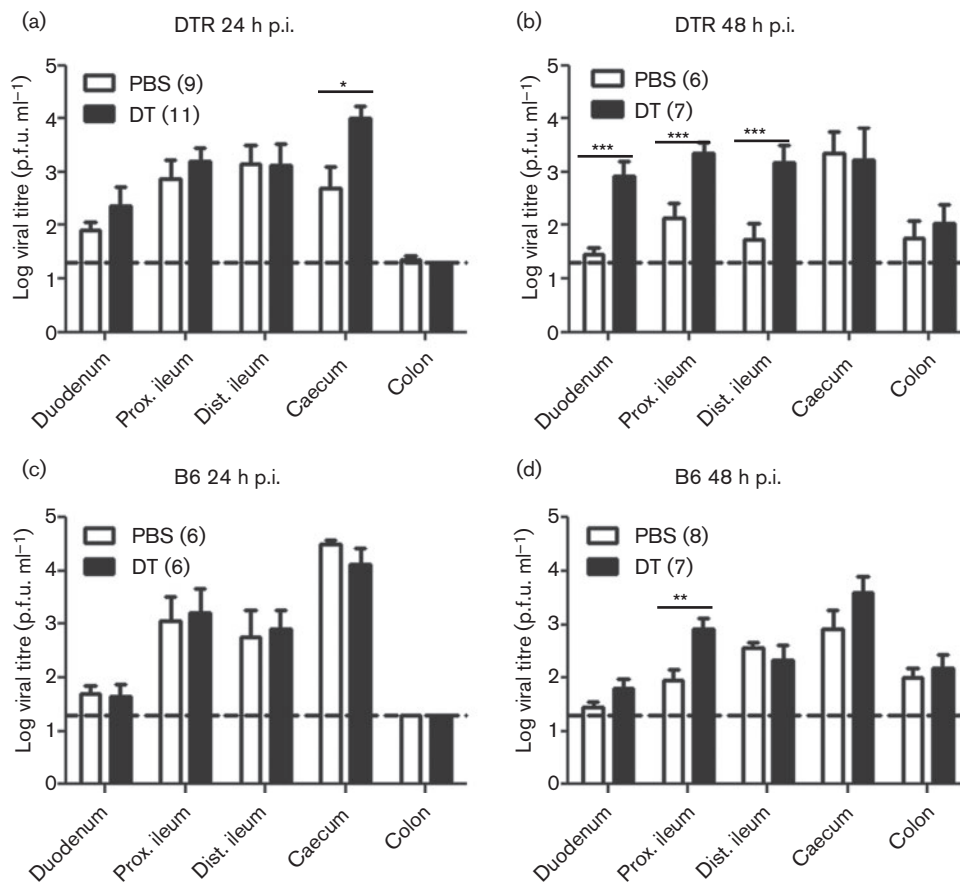 (a)
DTR 24 h p.i.
Log viral titre (p.f.u. ml⁻¹)
5
4
3
2
1
0
PBS (9)
DT (11)
*
Duodenum
Prox. ileum
Dist. ileum
Caecum
Colon
(b)
DTR 48 h p.i.
Log viral titre (p.f.u. ml⁻¹)
5
4
3
2
1
0
PBS (6)
DT (7)
***
***
***
Duodenum
Prox. ileum
Dist. ileum
Caecum
Colon
(c)
B6 24 h p.i.
Log viral titre (p.f.u. ml⁻¹)
5
4
3
2
1
0
PBS (6)
DT (6)
Duodenum
Prox. ileum
Dist. ileum
Caecum
Colon
(d)
B6 48 h p.i.
Log viral titre (p.f.u. ml⁻¹)
5
4
3
2
1
0
PBS (8)
DT (7)
**
Duodenum
Prox. ileum
Dist. ileum
Caecum
Colon